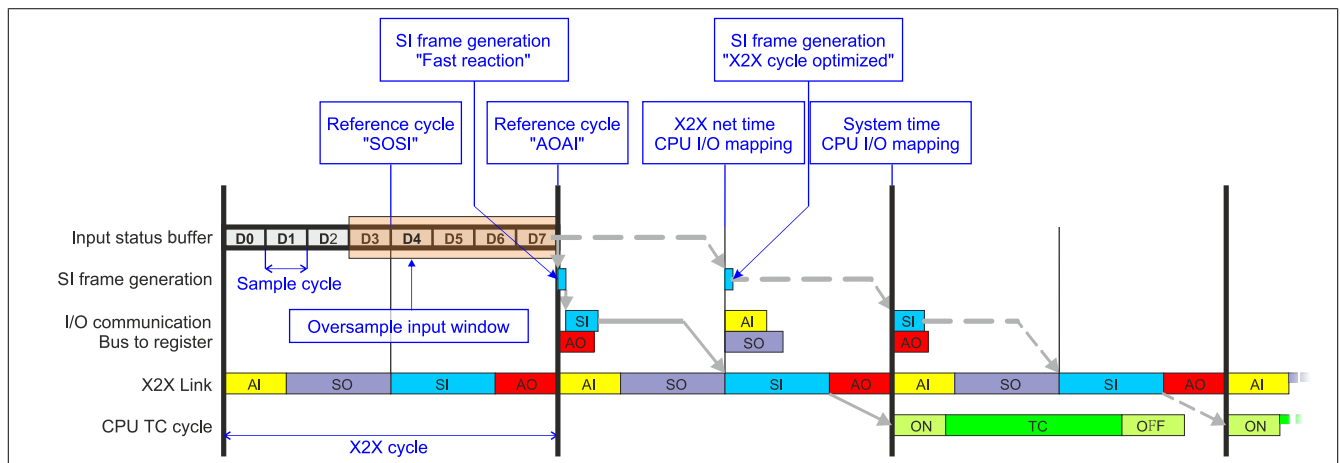 SI frame generation
"Fast reaction"
SI frame generation
"X2X cycle optimized"
Reference cycle
"SOSI"
Reference cycle
"AOAI"
X2X net time
CPU I/O mapping
System time
CPU I/O mapping
Input status buffer
D0 D1 D2 D3 D4 D5 D6 D7
Sample cycle
SI frame generation
Oversample input window
I/O communication
Bus to register
SI AI SI
AO SO AO
X2X Link
AI SO SI AO AI SO SI AO AI SO SI AO AI
CPU TC cycle
ON TC OFF ON
X2X cycle